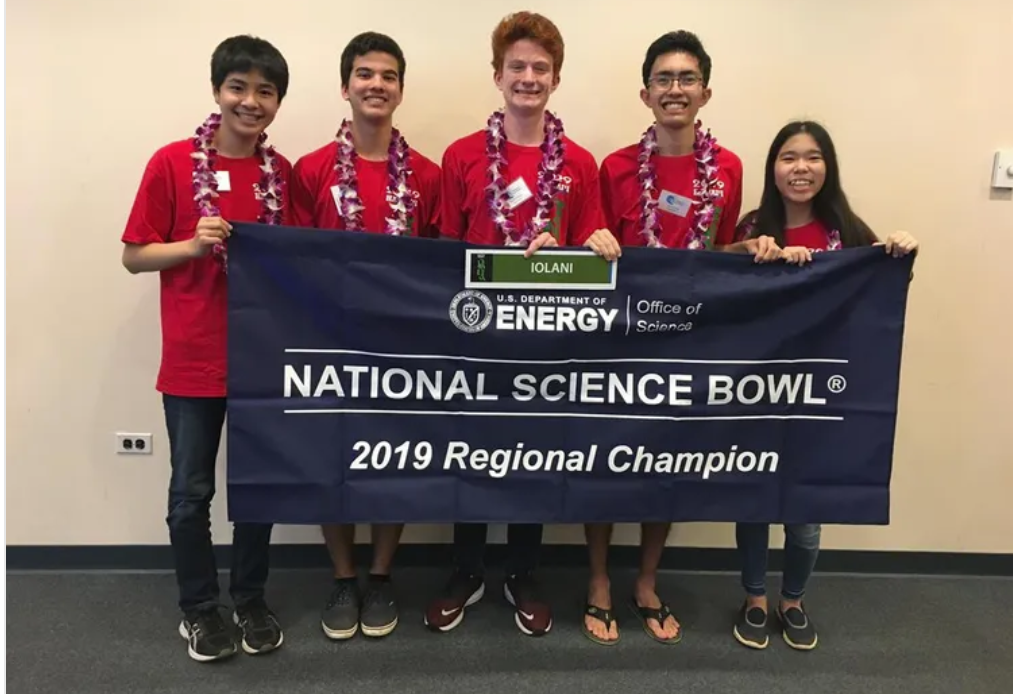 IOLANI
U.S. DEPARTMENT OF
ENERGY
Office of
Science
NATIONAL SCIENCE BOWL®
2019 Regional Champion